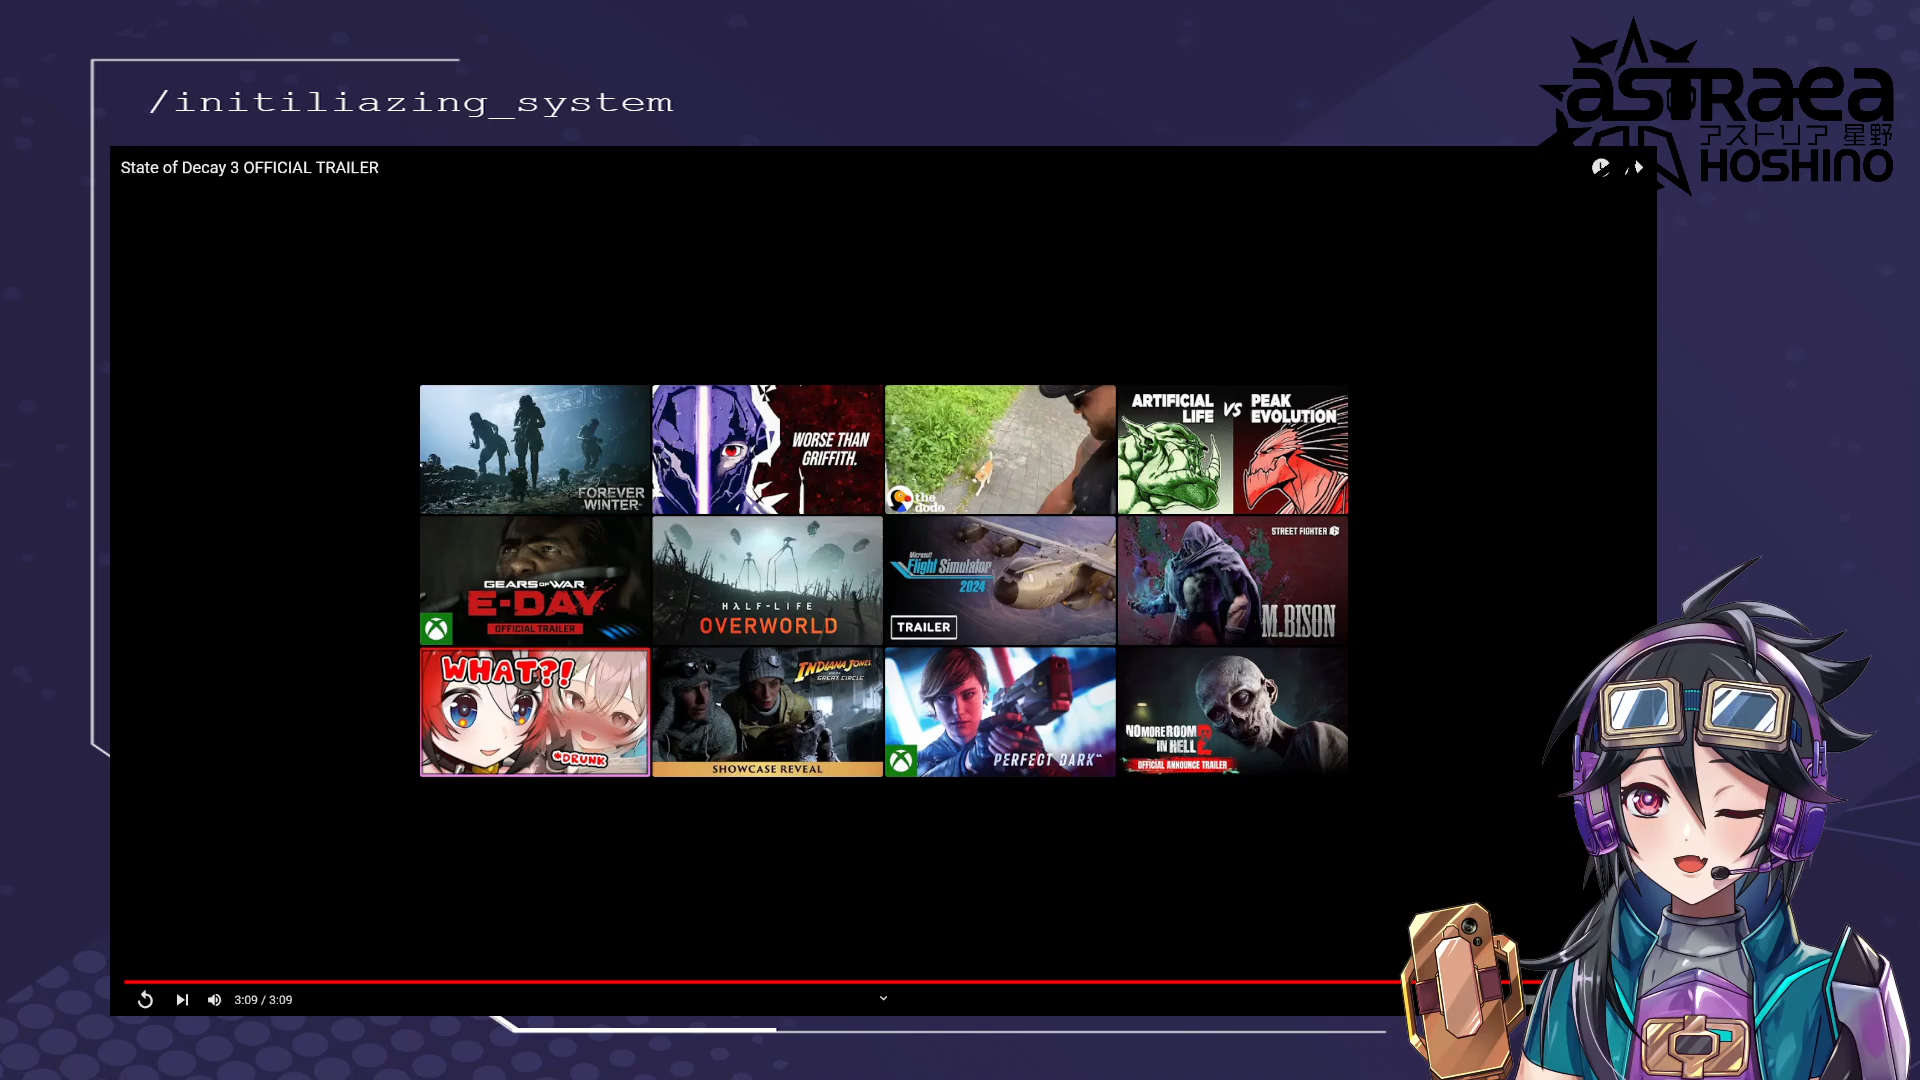 /initiliazing_system
ASTRAEA
アストリア 星野
HOSHINO
State of Decay 3 OFFICIAL TRAILER
FOREVER
WINTER
WORSE THAN
GRIFFITH.
the
dodo
ARTIFICIAL
LIFE
VS
PEAK
EVOLUTION
GEARS OF WAR
E-DAY
OFFICIAL TRAILER
HλLF-LIFE
OVERWORLD
Microsoft
Flight Simulator
2024
TRAILER
STREET FIGHTER 6
M.BISON
WHAT?!
*DRUNK
INDIANA JONES
GREAT CIRCLE
SHOWCASE REVEAL
PERFECT DARK
NO MORE ROOM
IN HELL 2
OFFICIAL ANNOUNCE TRAILER
3:09 / 3:09